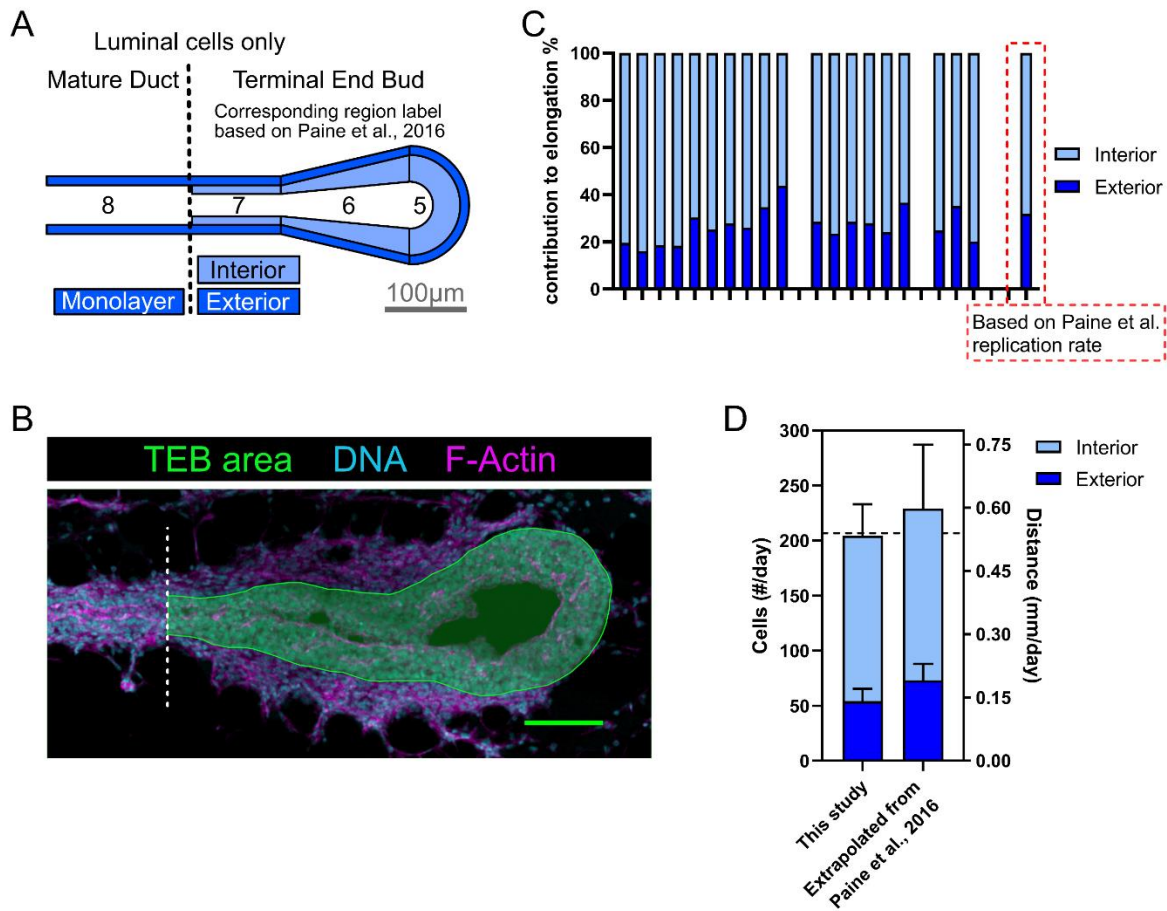 A
Luminal cells only
Mature Duct
Terminal End Bud
Corresponding region label
based on Paine et al., 2016
8
7
6
5
Interior
Monolayer
Exterior
100µm
B
TEB area
DNA
F-Actin
C
contribution to elongation %
100
80
60
40
20
0
Interior
Exterior
Based on Paine et al.
replication rate
D
Cells (#/day)
300
250
200
150
100
50
0
Distance (mm/day)
0.75
0.60
0.45
0.30
0.15
0.00
Interior
Exterior
This study
Extrapolated from
Paine et al., 2016